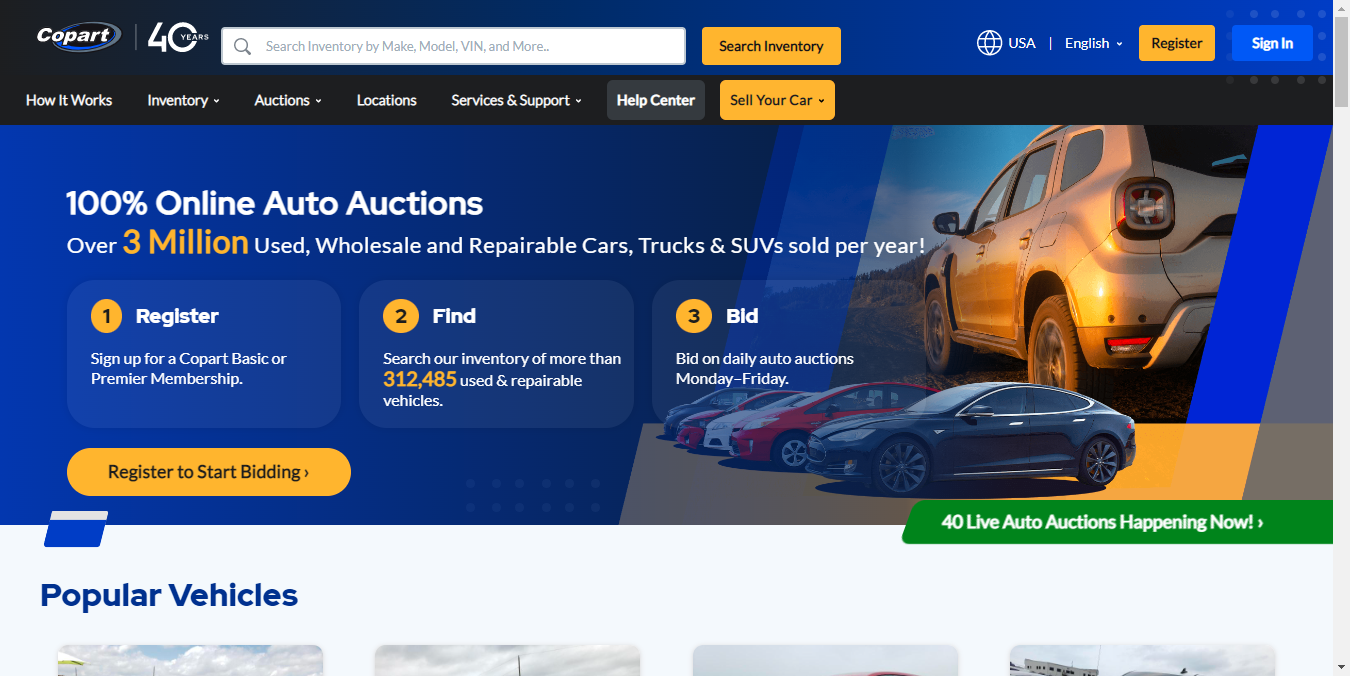 Copart
40 YEARS
Search Inventory by Make, Model, VIN, and More..
Search Inventory
USA | English
Register
Sign In
How It Works
Inventory
Auctions
Locations
Services & Support
Help Center
Sell Your Car
100% Online Auto Auctions
Over 3 Million Used, Wholesale and Repairable Cars, Trucks & SUVs sold per year!
1 Register
Sign up for a Copart Basic or
Premier Membership.
2 Find
Search our inventory of more than
312,485 used & repairable
vehicles.
3 Bid
Bid on daily auto auctions
Monday–Friday.
Register to Start Bidding ›
40 Live Auto Auctions Happening Now! ›
Popular Vehicles